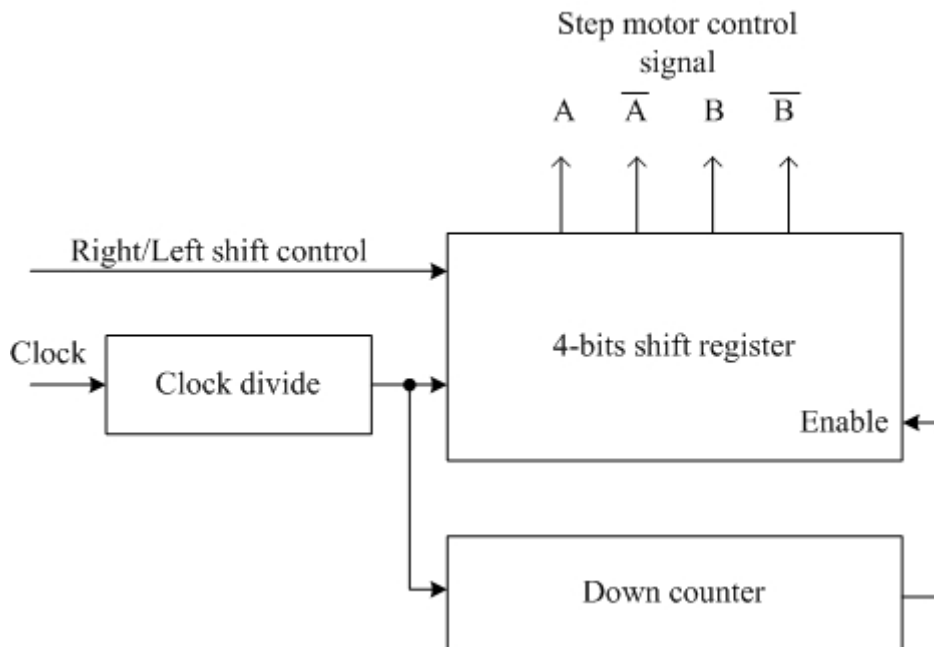 Step motor control
signal
A A̅ B B̅
Right/Left shift control
Clock
Clock divide
4-bits shift register
Enable
Down counter